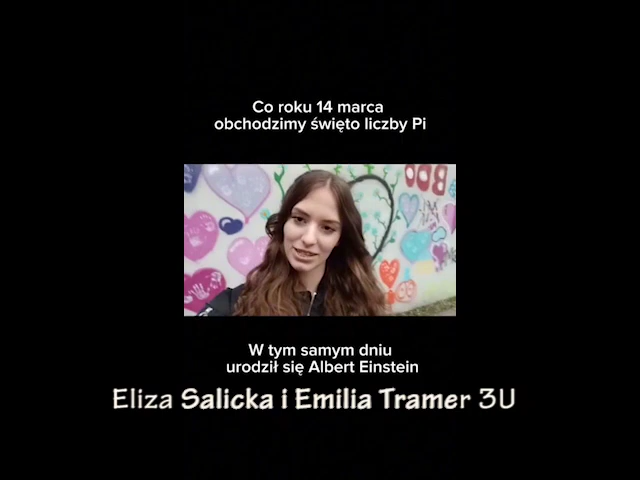 Co roku 14 marca
obchodzimy święto liczby Pi
W tym samym dniu
urodził się Albert Einstein
Eliza Salicka i Emilia Tramer 3U